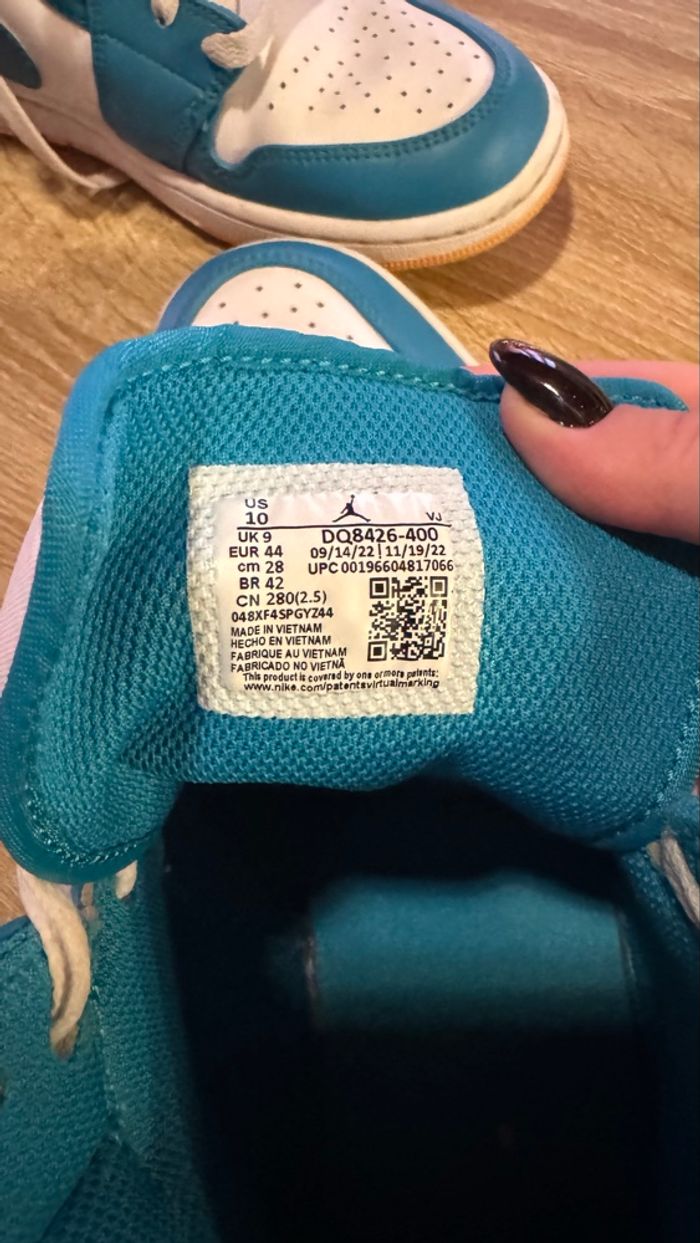 US
10
VJ
UK 9 DQ8426-400
EUR 44 09/14/22 | 11/19/22
cm 28 UPC 00196604817066
BR 42
CN 280(2.5)
048XF4SPGYZ44
MADE IN VIETNAM
HECHO EN VIETNAM
FABRIQUE AU VIETNAM
FABRICADO NO VIETNÃ
This product is covered by one or more patents:
www.nike.com/patentsvirtualmarking